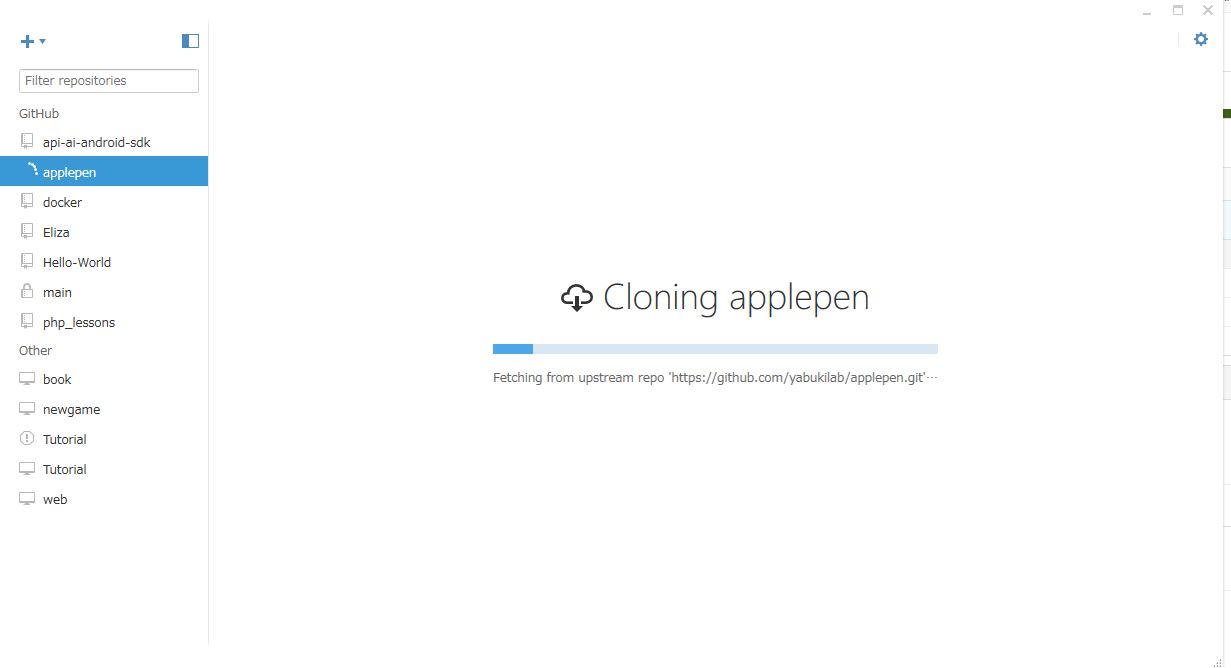 Filter repositories
GitHub
api-ai-android-sdk
applepen
docker
Eliza
Hello-World
main
php_lessons
Other
book
newgame
Tutorial
Tutorial
web
Cloning applepen
Fetching from upstream repo 'https://github.com/yabukilab/applepen.git'…